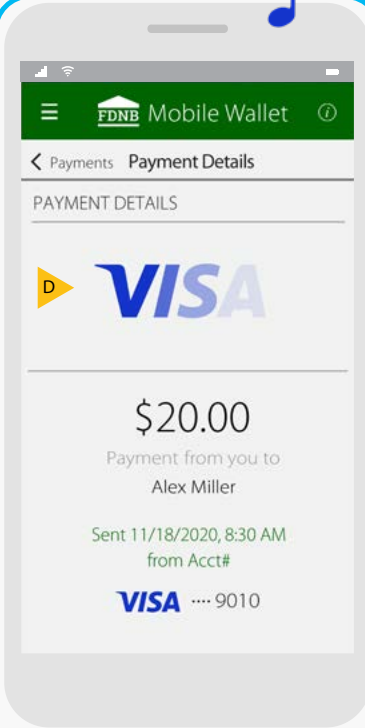 FDNB Mobile Wallet i
Payments Payment Details
PAYMENT DETAILS
D
VISA
$20.00
Payment from you to
Alex Miller
Sent 11/18/2020, 8:30 AM
from Acct#
VISA ···· 9010